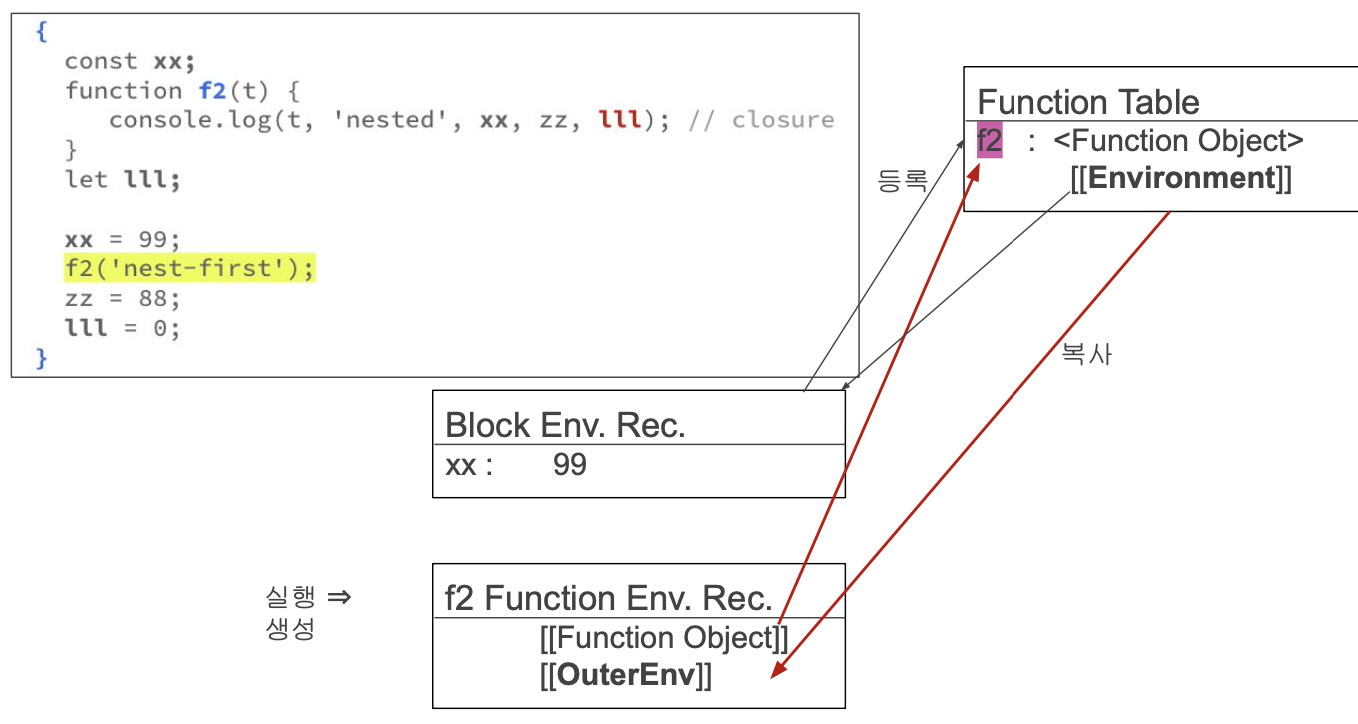 {
const xx;
function f2(t) {
console.log(t, 'nested', xx, zz, lll); // closure
}
let lll;
xx = 99;
f2('nest-first');
zz = 88;
lll = 0;
}
Function Table
f2 : <Function Object>
[[Environment]]
등록
복사
Block Env. Rec.
xx : 99
실행 ⇒
생성
f2 Function Env. Rec.
[[Function Object]]
[[OuterEnv]]